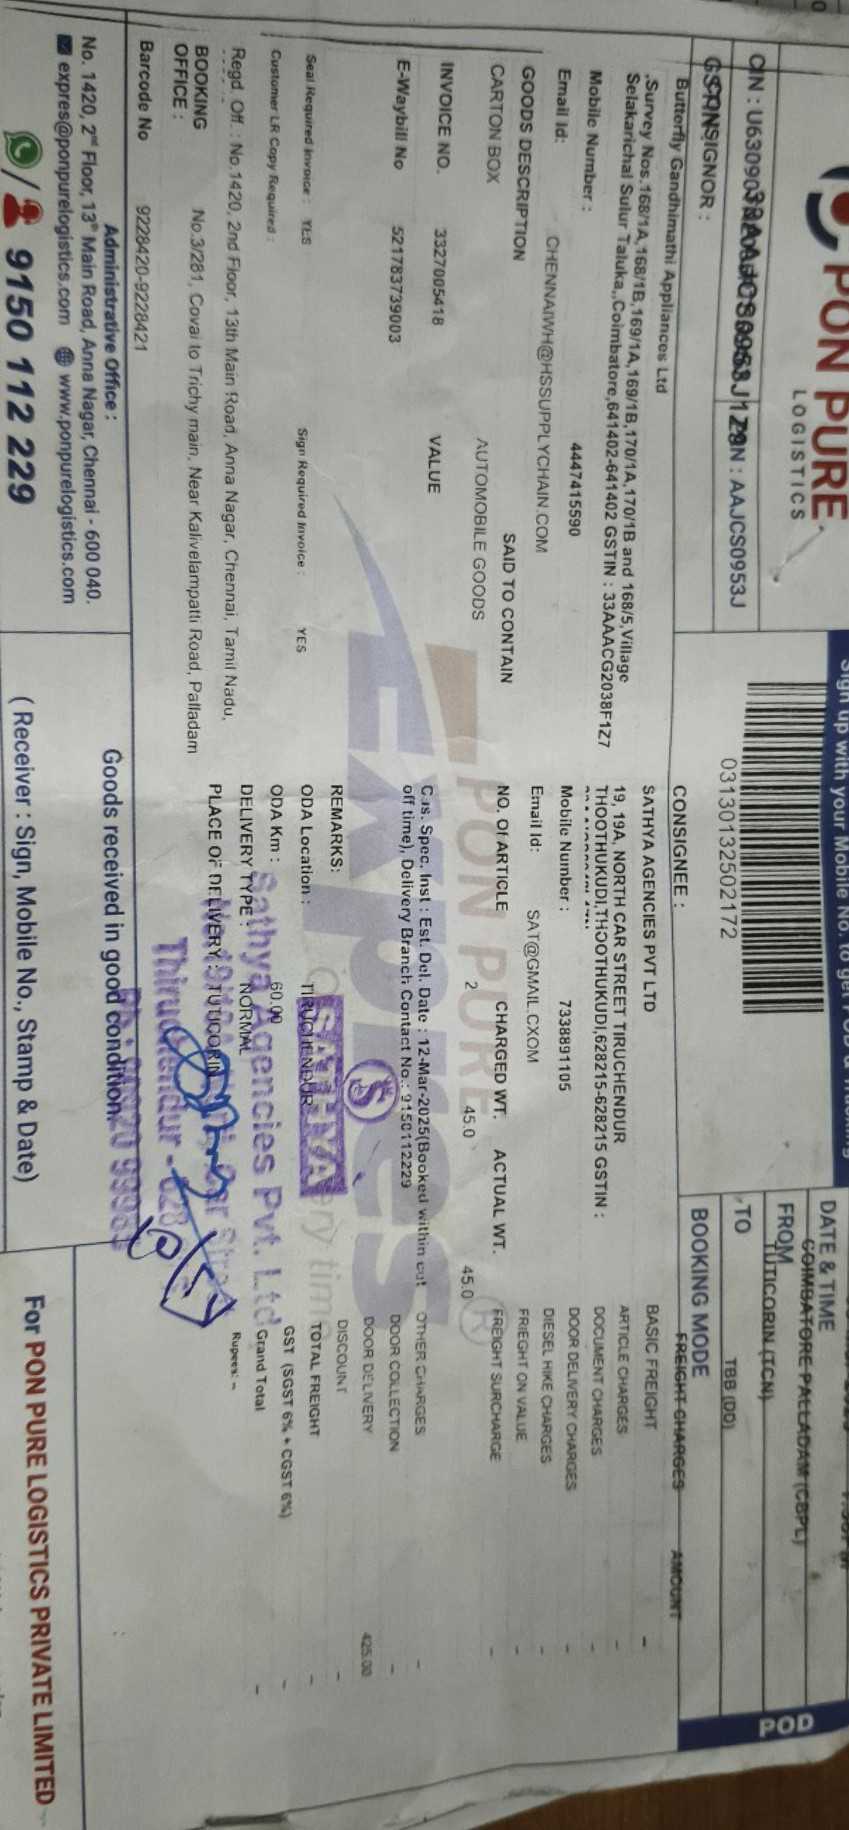 PON PURE
LOGISTICS
Sign up with your Mobile No. to get POD & Tracking
CIN : U63090
PAN : AAJCS0953J
03130132502172
DATE & TIME
FROM
COIMBATORE PALLADAM (CBPL)
TUTICORIN (TCN)
TO
BOOKING MODE
TBB (DD)
POD
CONSIGNOR :
Butterfly Gandhimathi Appliances Ltd
,Survey Nos.168/1A,168/1B,169/1A,169/1B,170/1A,170/1B and 168/5,Village
Selakarichal Sulur Taluka,,Coimbatore,641402-641402 GSTIN : 33AAACG2038F1Z7
Mobile Number :
4447415590
Email Id:
CHENNAIWH@HSSUPPLYCHAIN.COM
CONSIGNEE :
SATHYA AGENCIES PVT LTD
19, 19A, NORTH CAR STREET TIRUCHENDUR
THOOTHUKUDI,THOOTHUKUDI,628215-628215 GSTIN :
Mobile Number :
7338891105
Email Id:
SAT@GMAIL.CXOM
GOODS DESCRIPTION
SAID TO CONTAIN
NO. Of ARTICLE
CHARGED WT.
ACTUAL WT.
CARTON BOX
AUTOMOBILE GOODS
2
45.0
45.0
INVOICE NO.
3327005418
VALUE
E-Waybill No
521783739003
Cus. Spec. Inst : Est. Del. Date : 12-Mar-2025(Booked within cut
off time), Delivery Branch Contact No.: 9150112229
REMARKS:
Seal Required Invoice : YES
Sign Required Invoice : YES
ODA Location :
TIRUCHENDUR
Customer LR Copy Required :
ODA Km :
60.00
DELIVERY TYPE :
NORMAL
PLACE OF DELIVERY : TUTICORIN
Regd. Off. : No.1420, 2nd Floor, 13th Main Road, Anna Nagar, Chennai, Tamil Nadu,
BOOKING
OFFICE :
No.3/281, Covai to Trichy main, Near Kalivelampatti Road, Palladam
Barcode No
9228420-9228421
FREIGHT CHARGES
AMOUNT
BASIC FREIGHT -
ARTICLE CHARGES -
DOCUMENT CHARGES -
DOOR DELIVERY CHARGES -
DIESEL HIKE CHARGES -
FRIEGHT ON VALUE -
FREIGHT SURCHARGE -
OTHER CHARGES -
DOOR COLLECTION -
DOOR DELIVERY 425.00
DISCOUNT -
TOTAL FREIGHT -
GST (SGST 6% + CGST 6%) -
Grand Total -
Rupees: -
PON PURE
EXpres
SATHYA
Sathya Agencies Pvt. Ltd
Tiruchendur - 628
Goods received in good condition
( Receiver : Sign, Mobile No., Stamp & Date)
Administrative Office :
No. 1420, 2nd Floor, 13th Main Road, Anna Nagar, Chennai - 600 040.
expres@ponpurelogistics.com www.ponpurelogistics.com
9150 112 229
For PON PURE LOGISTICS PRIVATE LIMITED